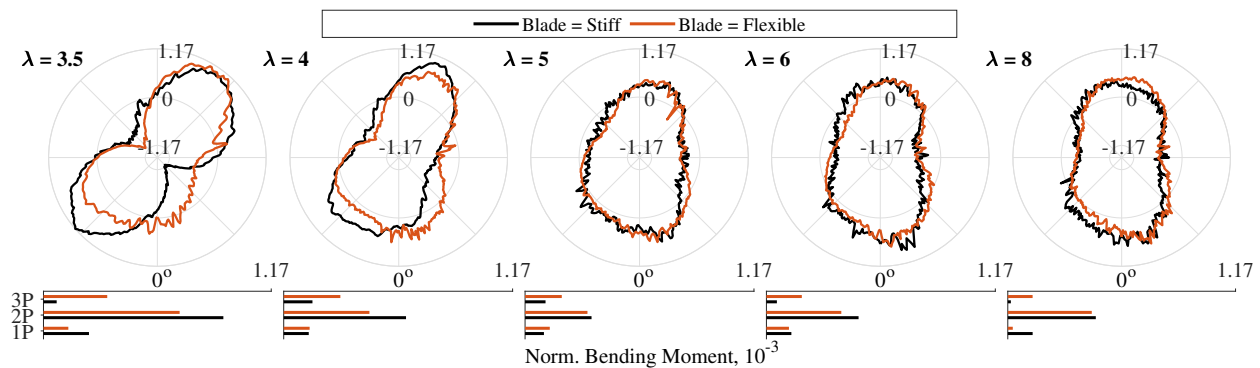 Blade = Stiff Blade = Flexible
λ = 3.5 1.17 λ = 4 1.17 λ = 5 1.17 λ = 6 1.17 λ = 8 1.17
0 0 0 0 0
-1.17 -1.17 -1.17 -1.17 -1.17
0° 1.17 0° 1.17 0° 1.17 0° 1.17 0° 1.17
3P
2P
1P
Norm. Bending Moment, 10⁻³